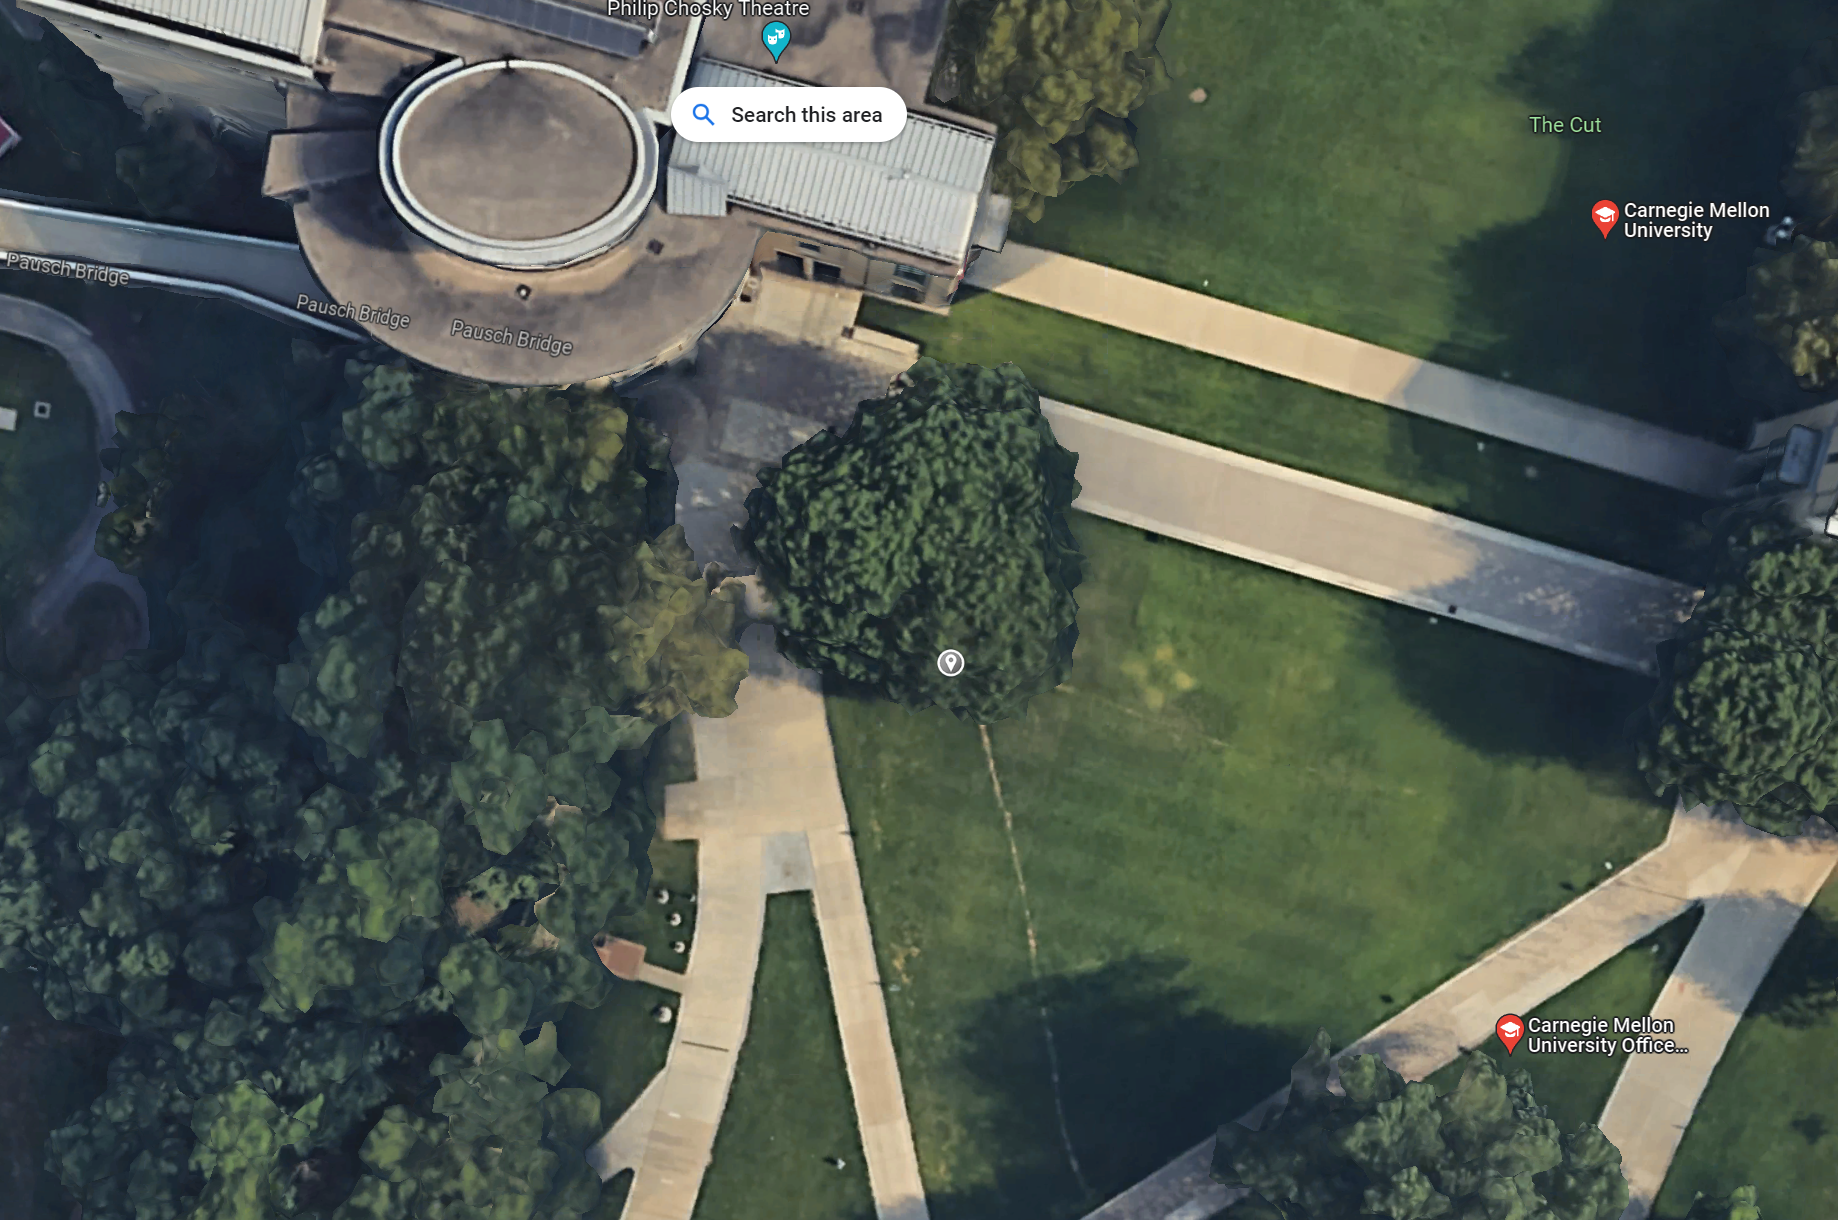 Philip Chosky Theatre
Search this area
The Cut
Carnegie Mellon
University
Pausch Bridge
Pausch Bridge
Pausch Bridge
Carnegie Mellon
University Office...